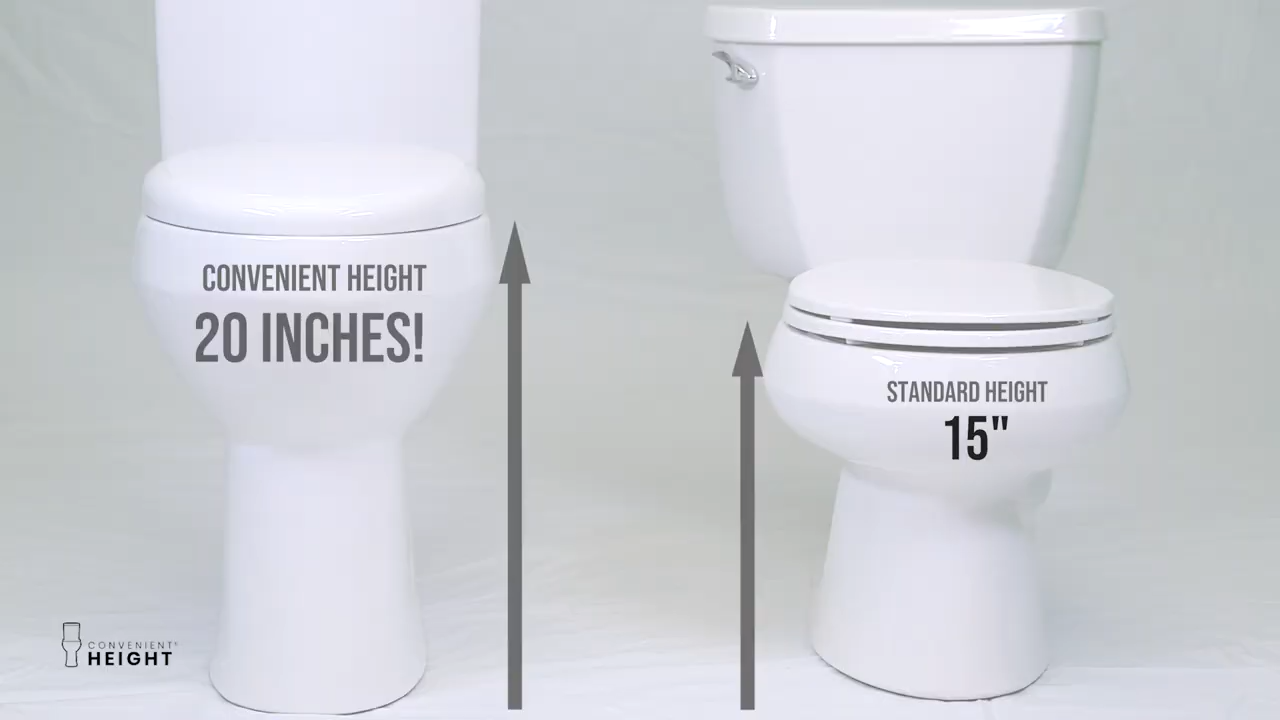 CONVENIENT HEIGHT
20 INCHES!
STANDARD HEIGHT
15"
CONVENIENT®
HEIGHT